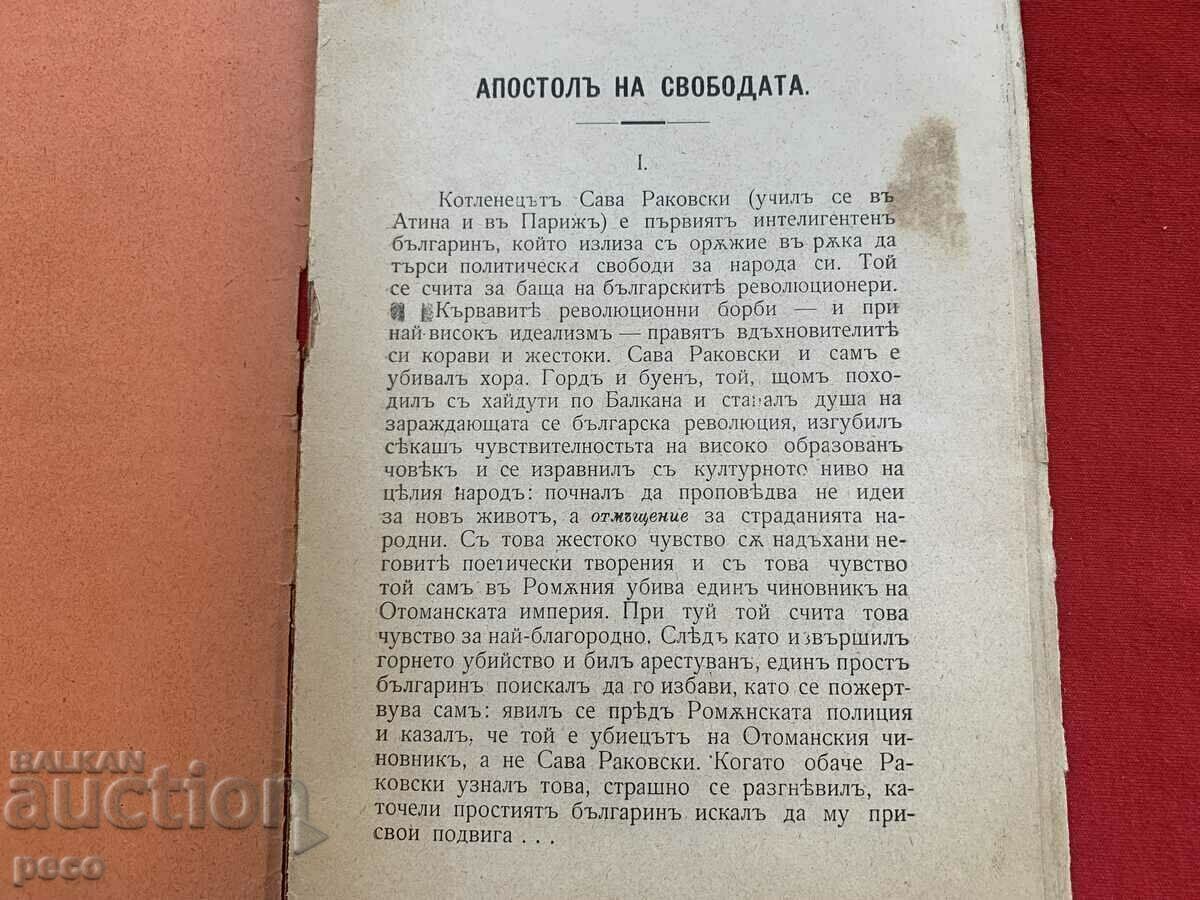 АПОСТОЛЪ НА СВОБОДАТА.
I.
Котленецътъ Сава Раковски (училъ се въ
Атина и въ Парижъ) е първиятъ интелигентенъ
българинъ, който излиза съ орѫжие въ рѫка да
търси политически свободи за народа си. Той
се счита за баща на българскитѣ революционери.
Кървавитѣ революционни борби — и при
най-високъ идеализмъ — правятъ вдъхновителитѣ
си корави и жестоки. Сава Раковски и самъ е
убивалъ хора. Гордъ и буенъ, той, щомъ похо-
дилъ съ хайдути по Балкана и станалъ душа на
зараждающата се българска революция, изгубилъ
сѣкашъ чувствителностьта на високо образованъ
човѣкъ и се изравнилъ съ културното ниво на
цѣлия народъ: почналъ да проповѣдва не идеи
за новъ животъ, а отмъщение за страданията на-
родни. Съ това жестоко чувство сѫ надъхани не-
говитѣ поетически творения и съ това чувство
той самъ въ Ромѫния убива единъ чиновникъ на
Отоманската империя. При туй той счита това
чувство за най-благородно. Слѣдъ като извършилъ
горнето убийство и билъ арестуванъ, единъ простъ
българинъ поискалъ да го избави, като се пожерт-
вува самъ: явилъ се прѣдъ Ромѫнската полиция
и казалъ, че той е убиецътъ на Отоманския чи-
новникъ, а не Сава Раковски. Когато обаче Ра-
ковски узналъ това, страшно се разгнѣвилъ, ка-
точели простиятъ българинъ искалъ да му при-
свои подвига . . .
BALKAN
auction
peco